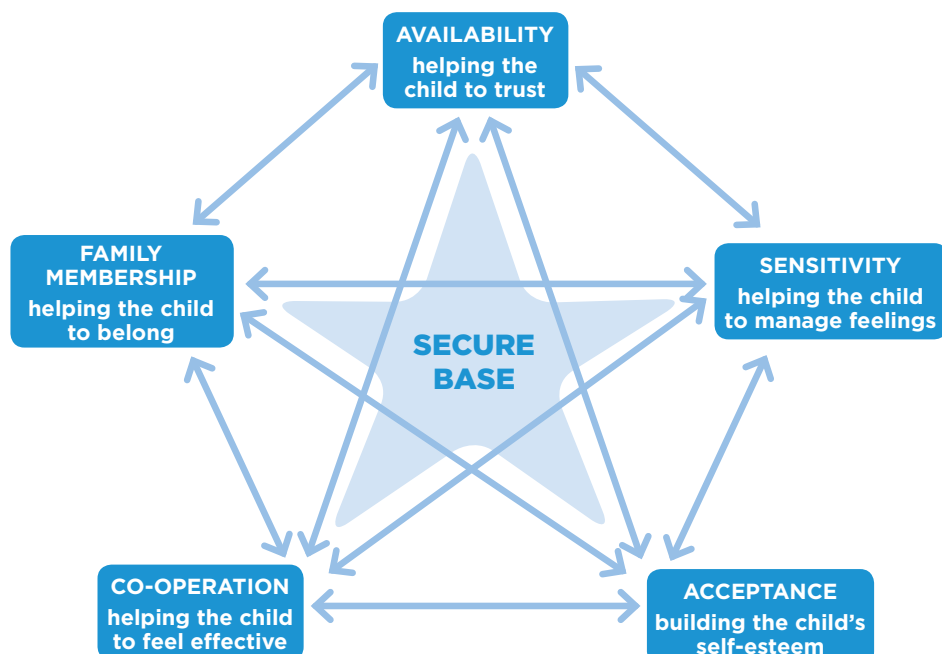 AVAILABILITY
helping the
child to trust
FAMILY
MEMBERSHIP
helping the child
to belong
SENSITIVITY
helping the child
to manage feelings
SECURE
BASE
CO-OPERATION
helping the child
to feel effective
ACCEPTANCE
building the child’s
self-esteem